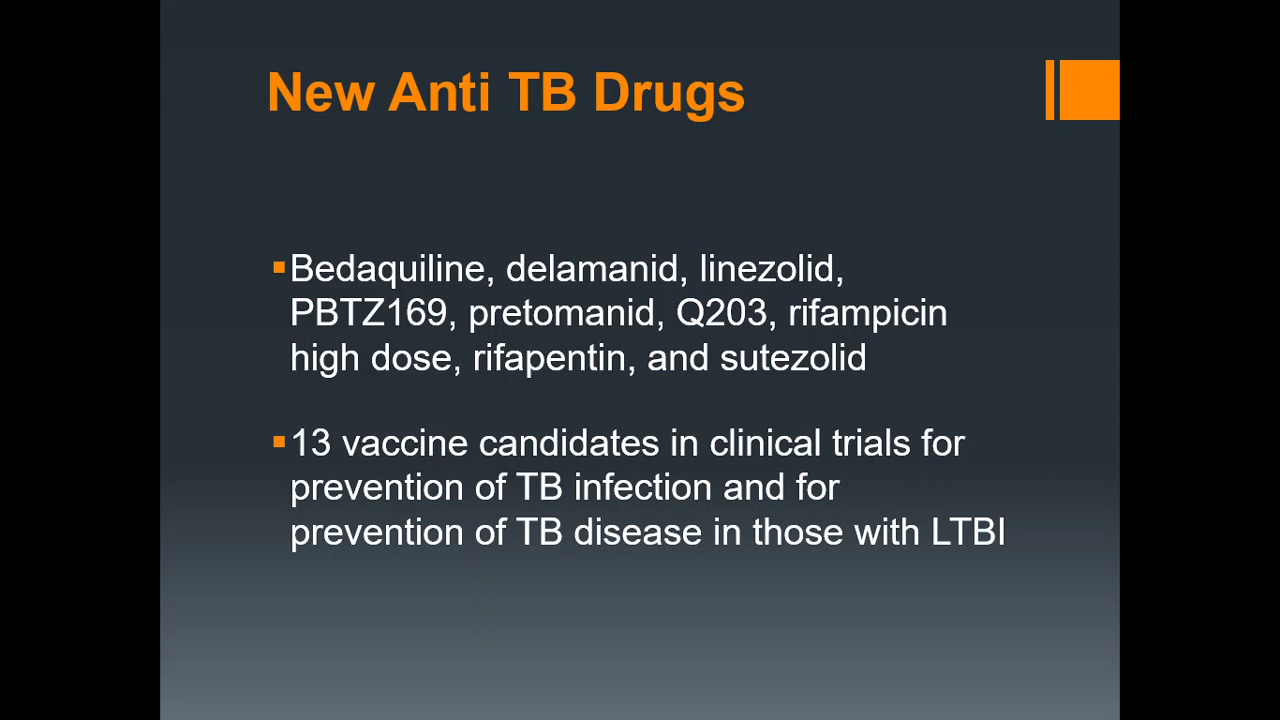 New Anti TB Drugs
▪Bedaquiline, delamanid, linezolid,
PBTZ169, pretomanid, Q203, rifampicin
high dose, rifapentin, and sutezolid
▪13 vaccine candidates in clinical trials for
prevention of TB infection and for
prevention of TB disease in those with LTBI